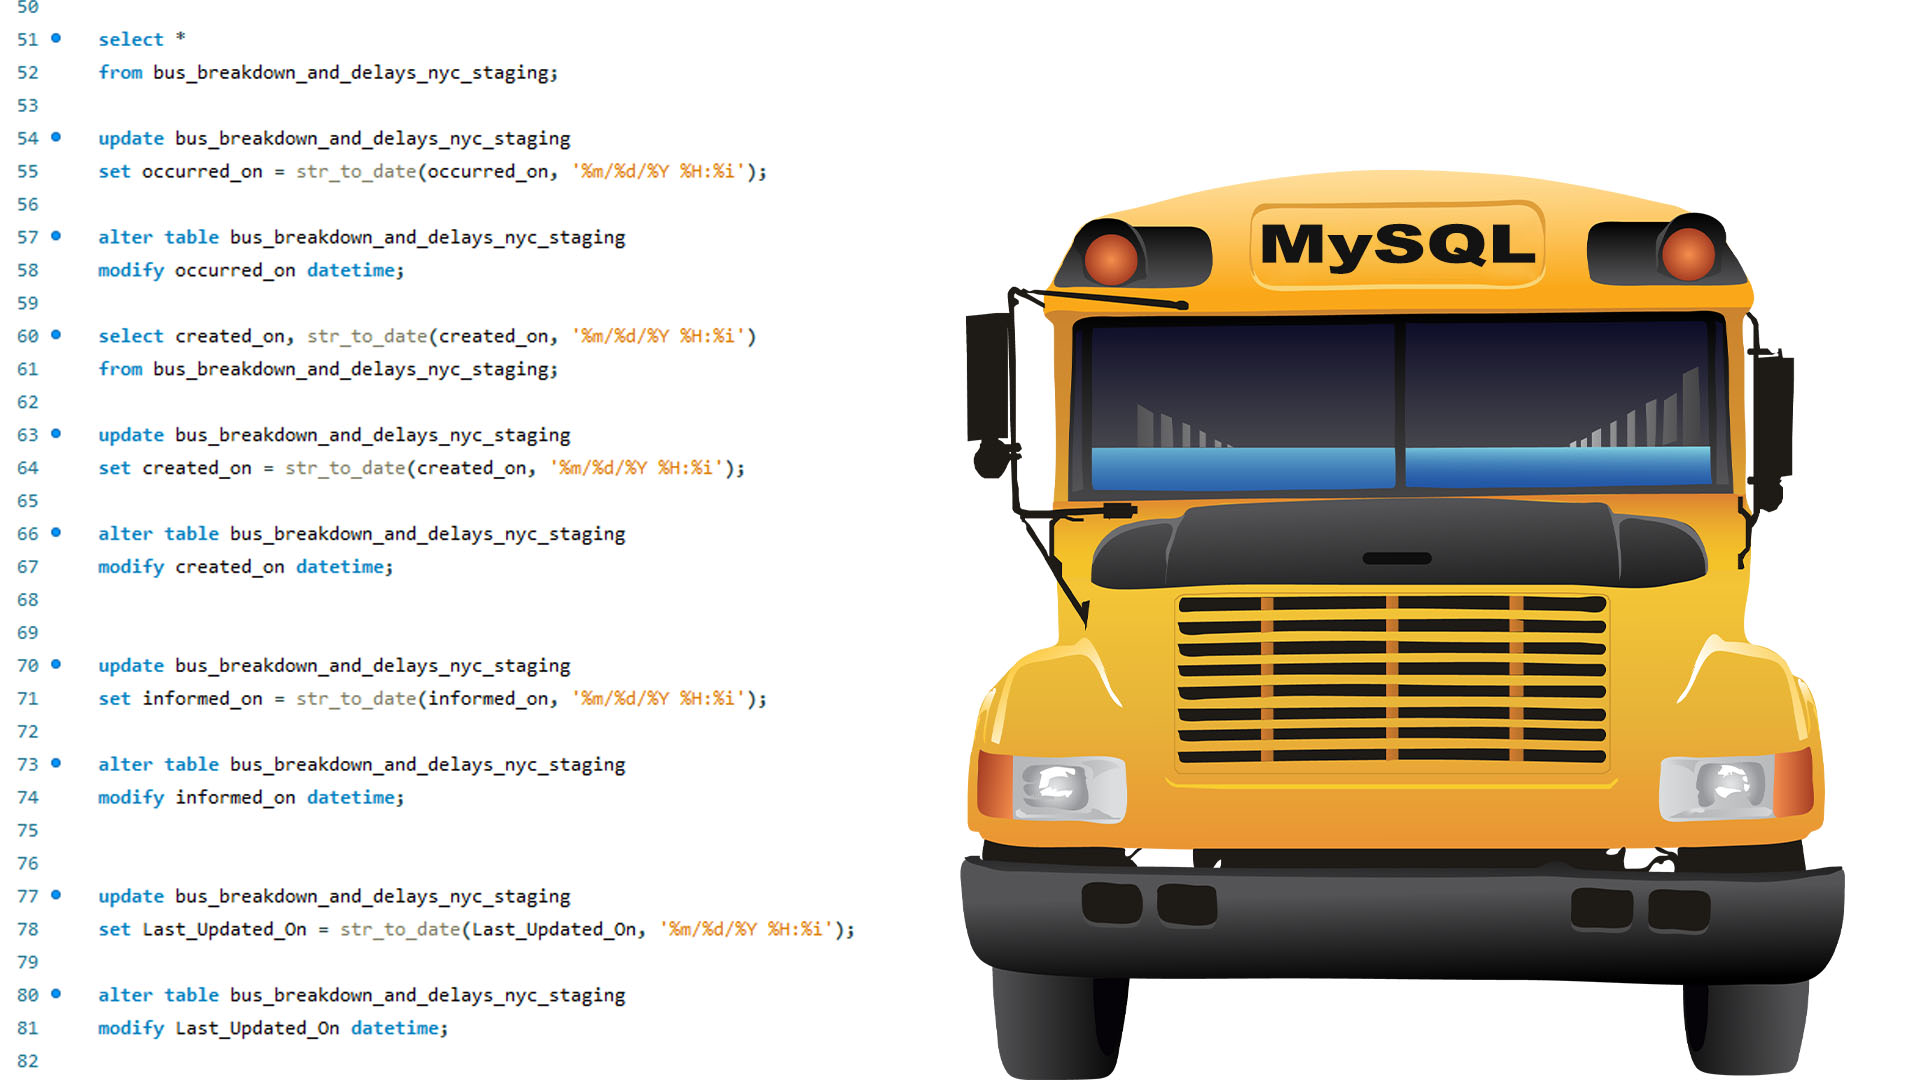 50
51 select *
52 from bus_breakdown_and_delays_nyc_staging;
53
54 update bus_breakdown_and_delays_nyc_staging
55 set occurred_on = str_to_date(occurred_on, '%m/%d/%Y %H:%i');
56
57 alter table bus_breakdown_and_delays_nyc_staging
58 modify occurred_on datetime;
59
60 select created_on, str_to_date(created_on, '%m/%d/%Y %H:%i')
61 from bus_breakdown_and_delays_nyc_staging;
62
63 update bus_breakdown_and_delays_nyc_staging
64 set created_on = str_to_date(created_on, '%m/%d/%Y %H:%i');
65
66 alter table bus_breakdown_and_delays_nyc_staging
67 modify created_on datetime;
68
69
70 update bus_breakdown_and_delays_nyc_staging
71 set informed_on = str_to_date(informed_on, '%m/%d/%Y %H:%i');
72
73 alter table bus_breakdown_and_delays_nyc_staging
74 modify informed_on datetime;
75
76
77 update bus_breakdown_and_delays_nyc_staging
78 set Last_Updated_On = str_to_date(Last_Updated_On, '%m/%d/%Y %H:%i');
79
80 alter table bus_breakdown_and_delays_nyc_staging
81 modify Last_Updated_On datetime;
82
MySQL